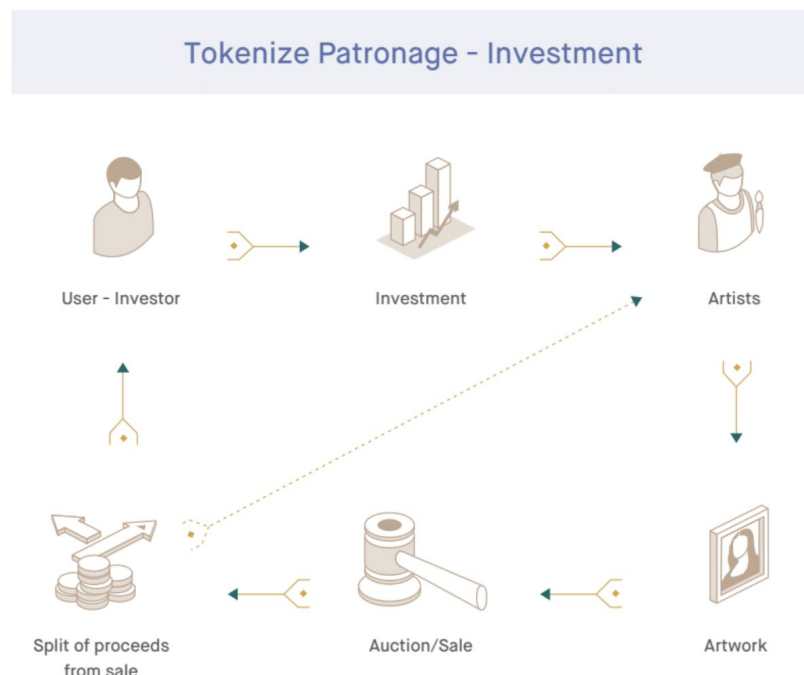 Tokenize Patronage - Investment
User - Investor
Investment
Artists
Split of proceeds
from sale
Auction/Sale
Artwork